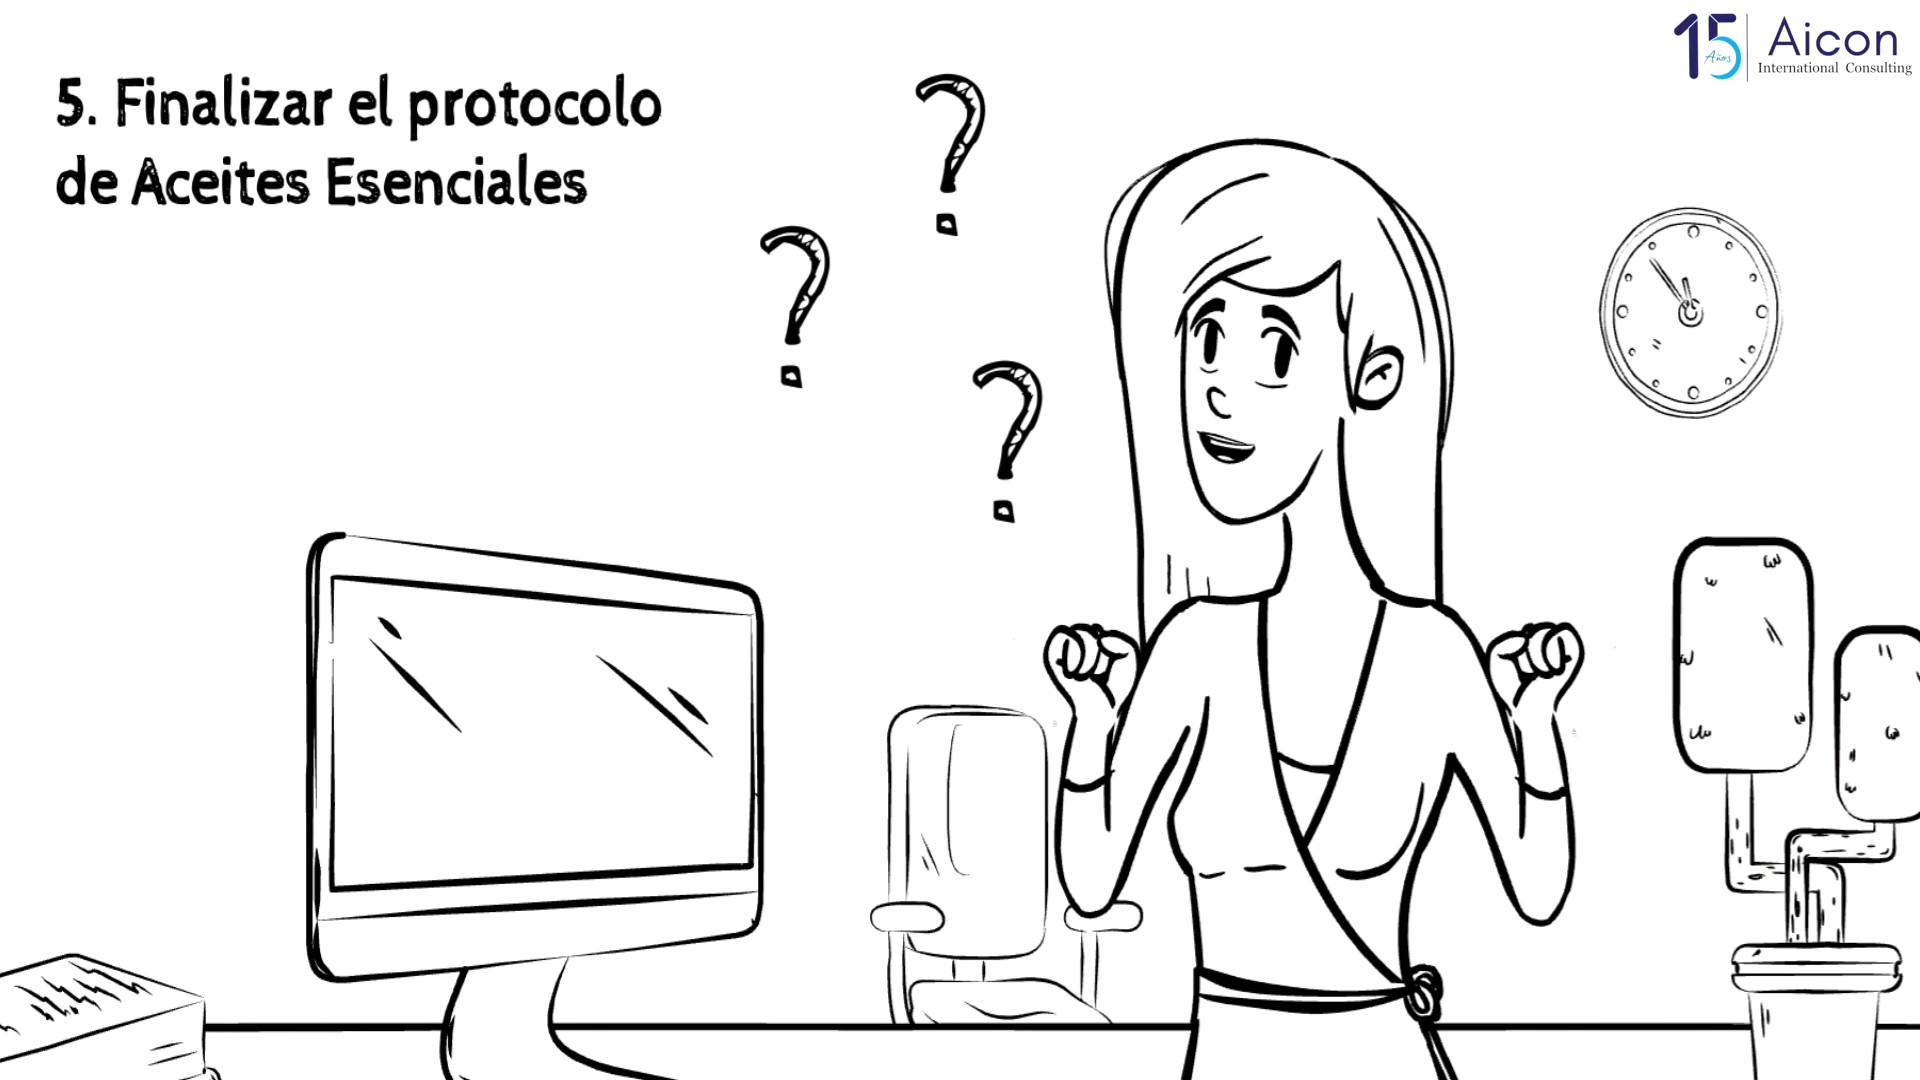 5. Finalizar el protocolo
de Aceites Esenciales
?
?
?
15 Años
Aicon
International Consulting